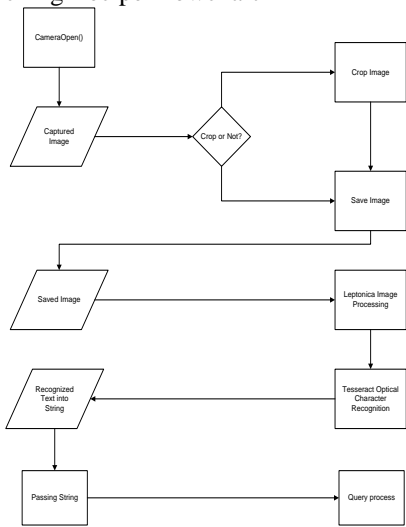 CameraOpen()
Captured
Image
Crop or Not?
Crop Image
Save Image
Saved Image
Leptonica Image
Processing
Tesseract Optical
Character
Recognition
Recognized
Text into
String
Passing String
Query process